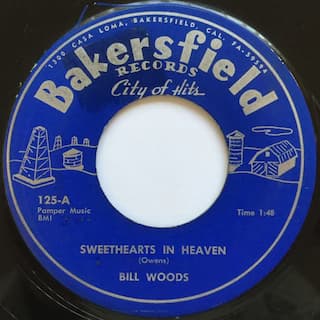 1300 CASA LOMA, BAKERSFIELD, CAL. FA-59594
Bakersfield
RECORDS
City of Hits
125-A
Pamper Music
BMI
Time 1:48
SWEETHEARTS IN HEAVEN
(Owens)
BILL WOODS